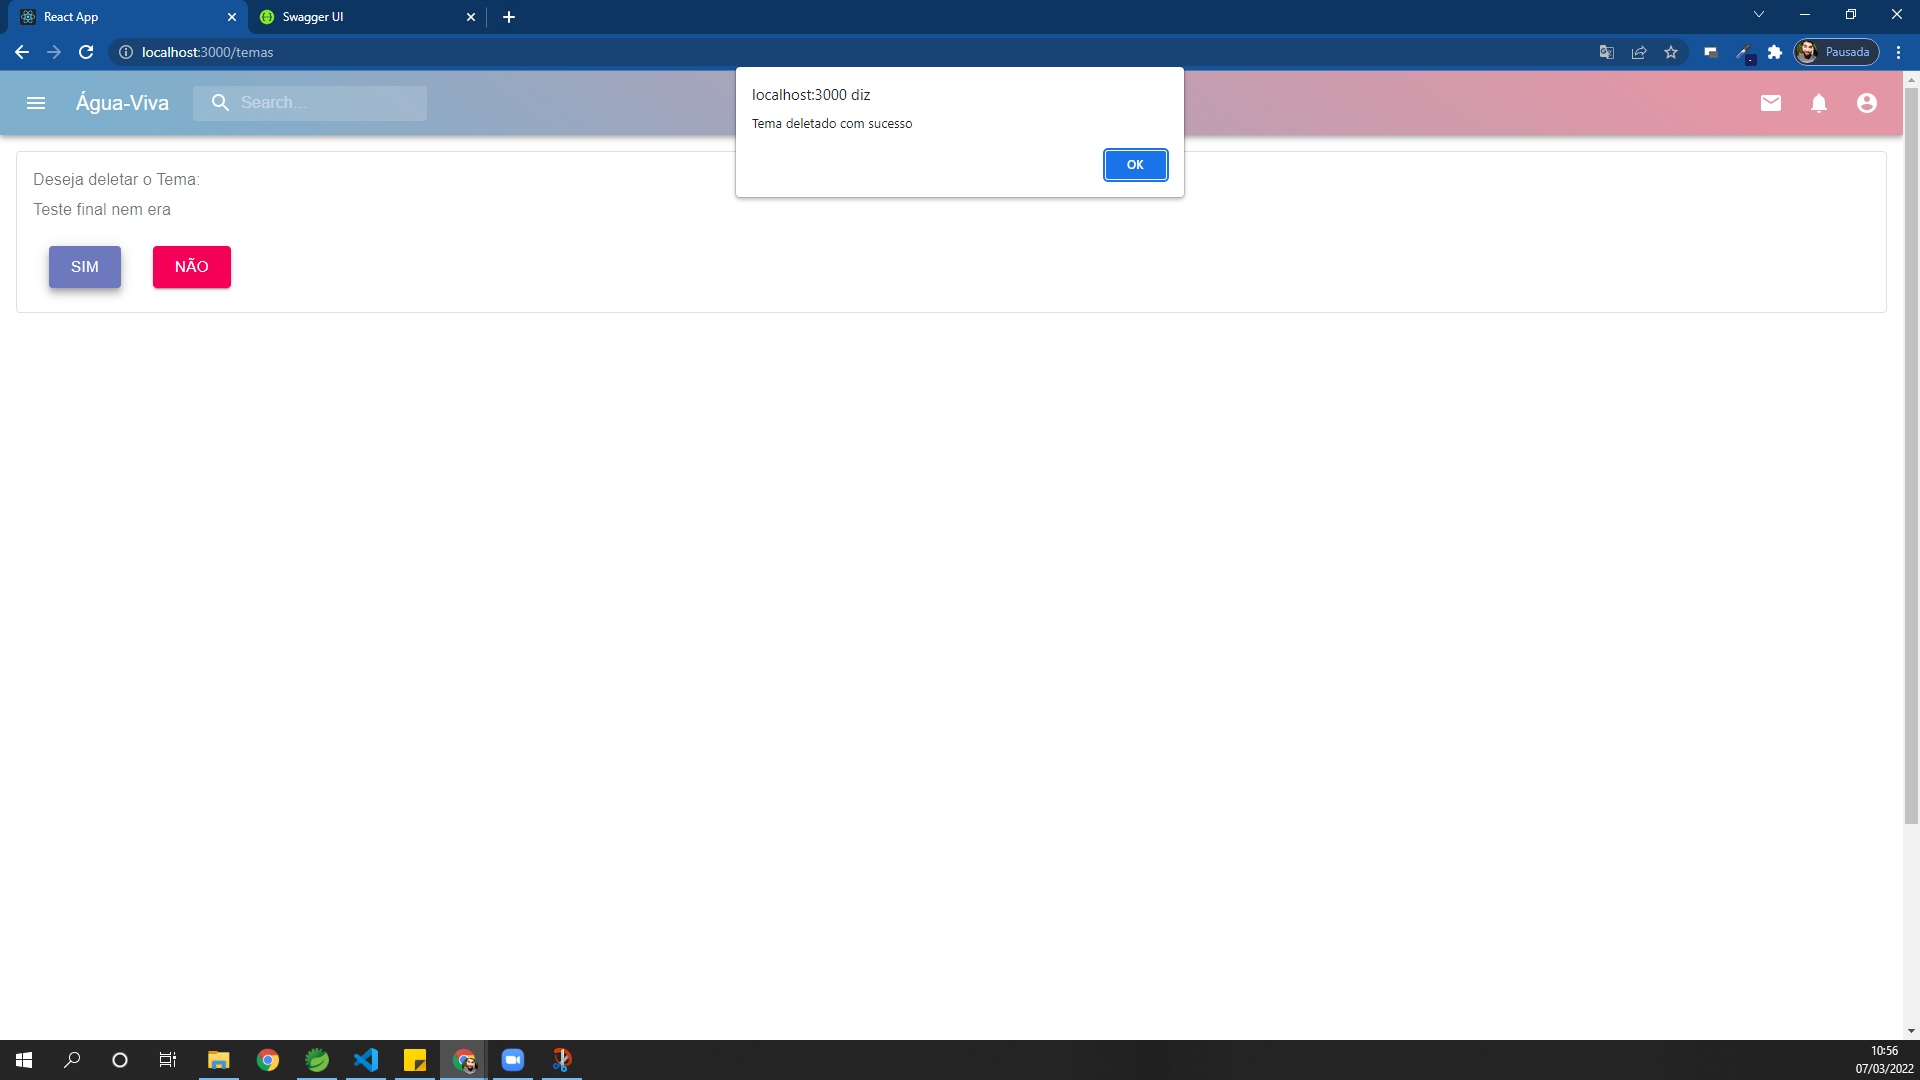 React App
Swagger UI
localhost:3000/temas
Pausada
Água-Viva
Search...
localhost:3000 diz
Tema deletado com sucesso
OK
Deseja deletar o Tema:
Teste final nem era
SIM
NÃO
10:56
07/03/2022